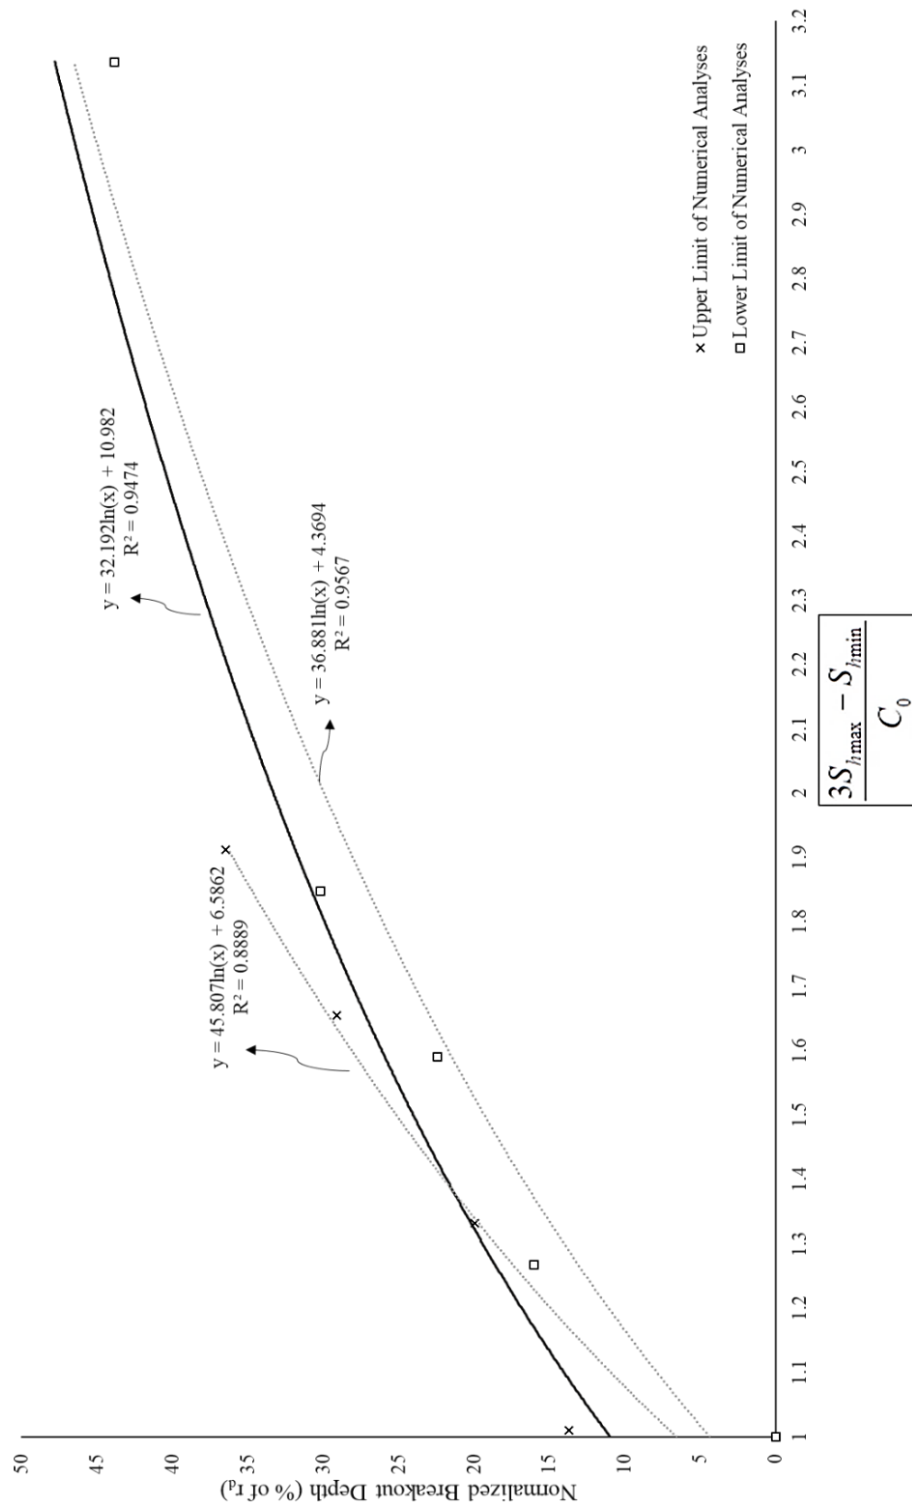 Normalized Breakout Depth (% of r_d)
50
45
40
35
30
25
20
15
10
5
0
y = 45.807ln(x) + 6.5862
R² = 0.8889
y = 32.192ln(x) + 10.982
R² = 0.9474
y = 36.881ln(x) + 4.3694
R² = 0.9567
× Upper Limit of Numerical Analyses
□ Lower Limit of Numerical Analyses
1 1.1 1.2 1.3 1.4 1.5 1.6 1.7 1.8 1.9 2 2.1 2.2 2.3 2.4 2.5 2.6 2.7 2.8 2.9 3 3.1 3.2
3S_hmax − S_hmin
C_0